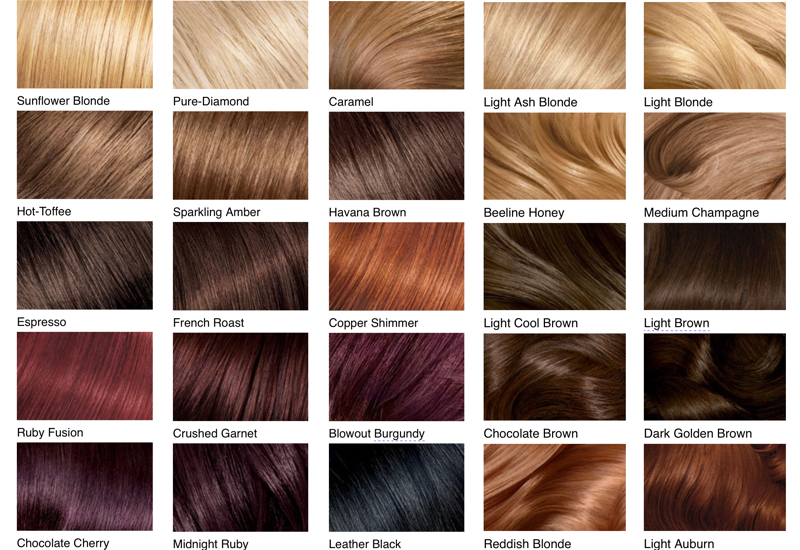 Sunflower Blonde
Pure-Diamond
Caramel
Light Ash Blonde
Light Blonde
Hot-Toffee
Sparkling Amber
Havana Brown
Beeline Honey
Medium Champagne
Espresso
French Roast
Copper Shimmer
Light Cool Brown
Light Brown
Ruby Fusion
Crushed Garnet
Blowout Burgundy
Chocolate Brown
Dark Golden Brown
Chocolate Cherry
Midnight Ruby
Leather Black
Reddish Blonde
Light Auburn